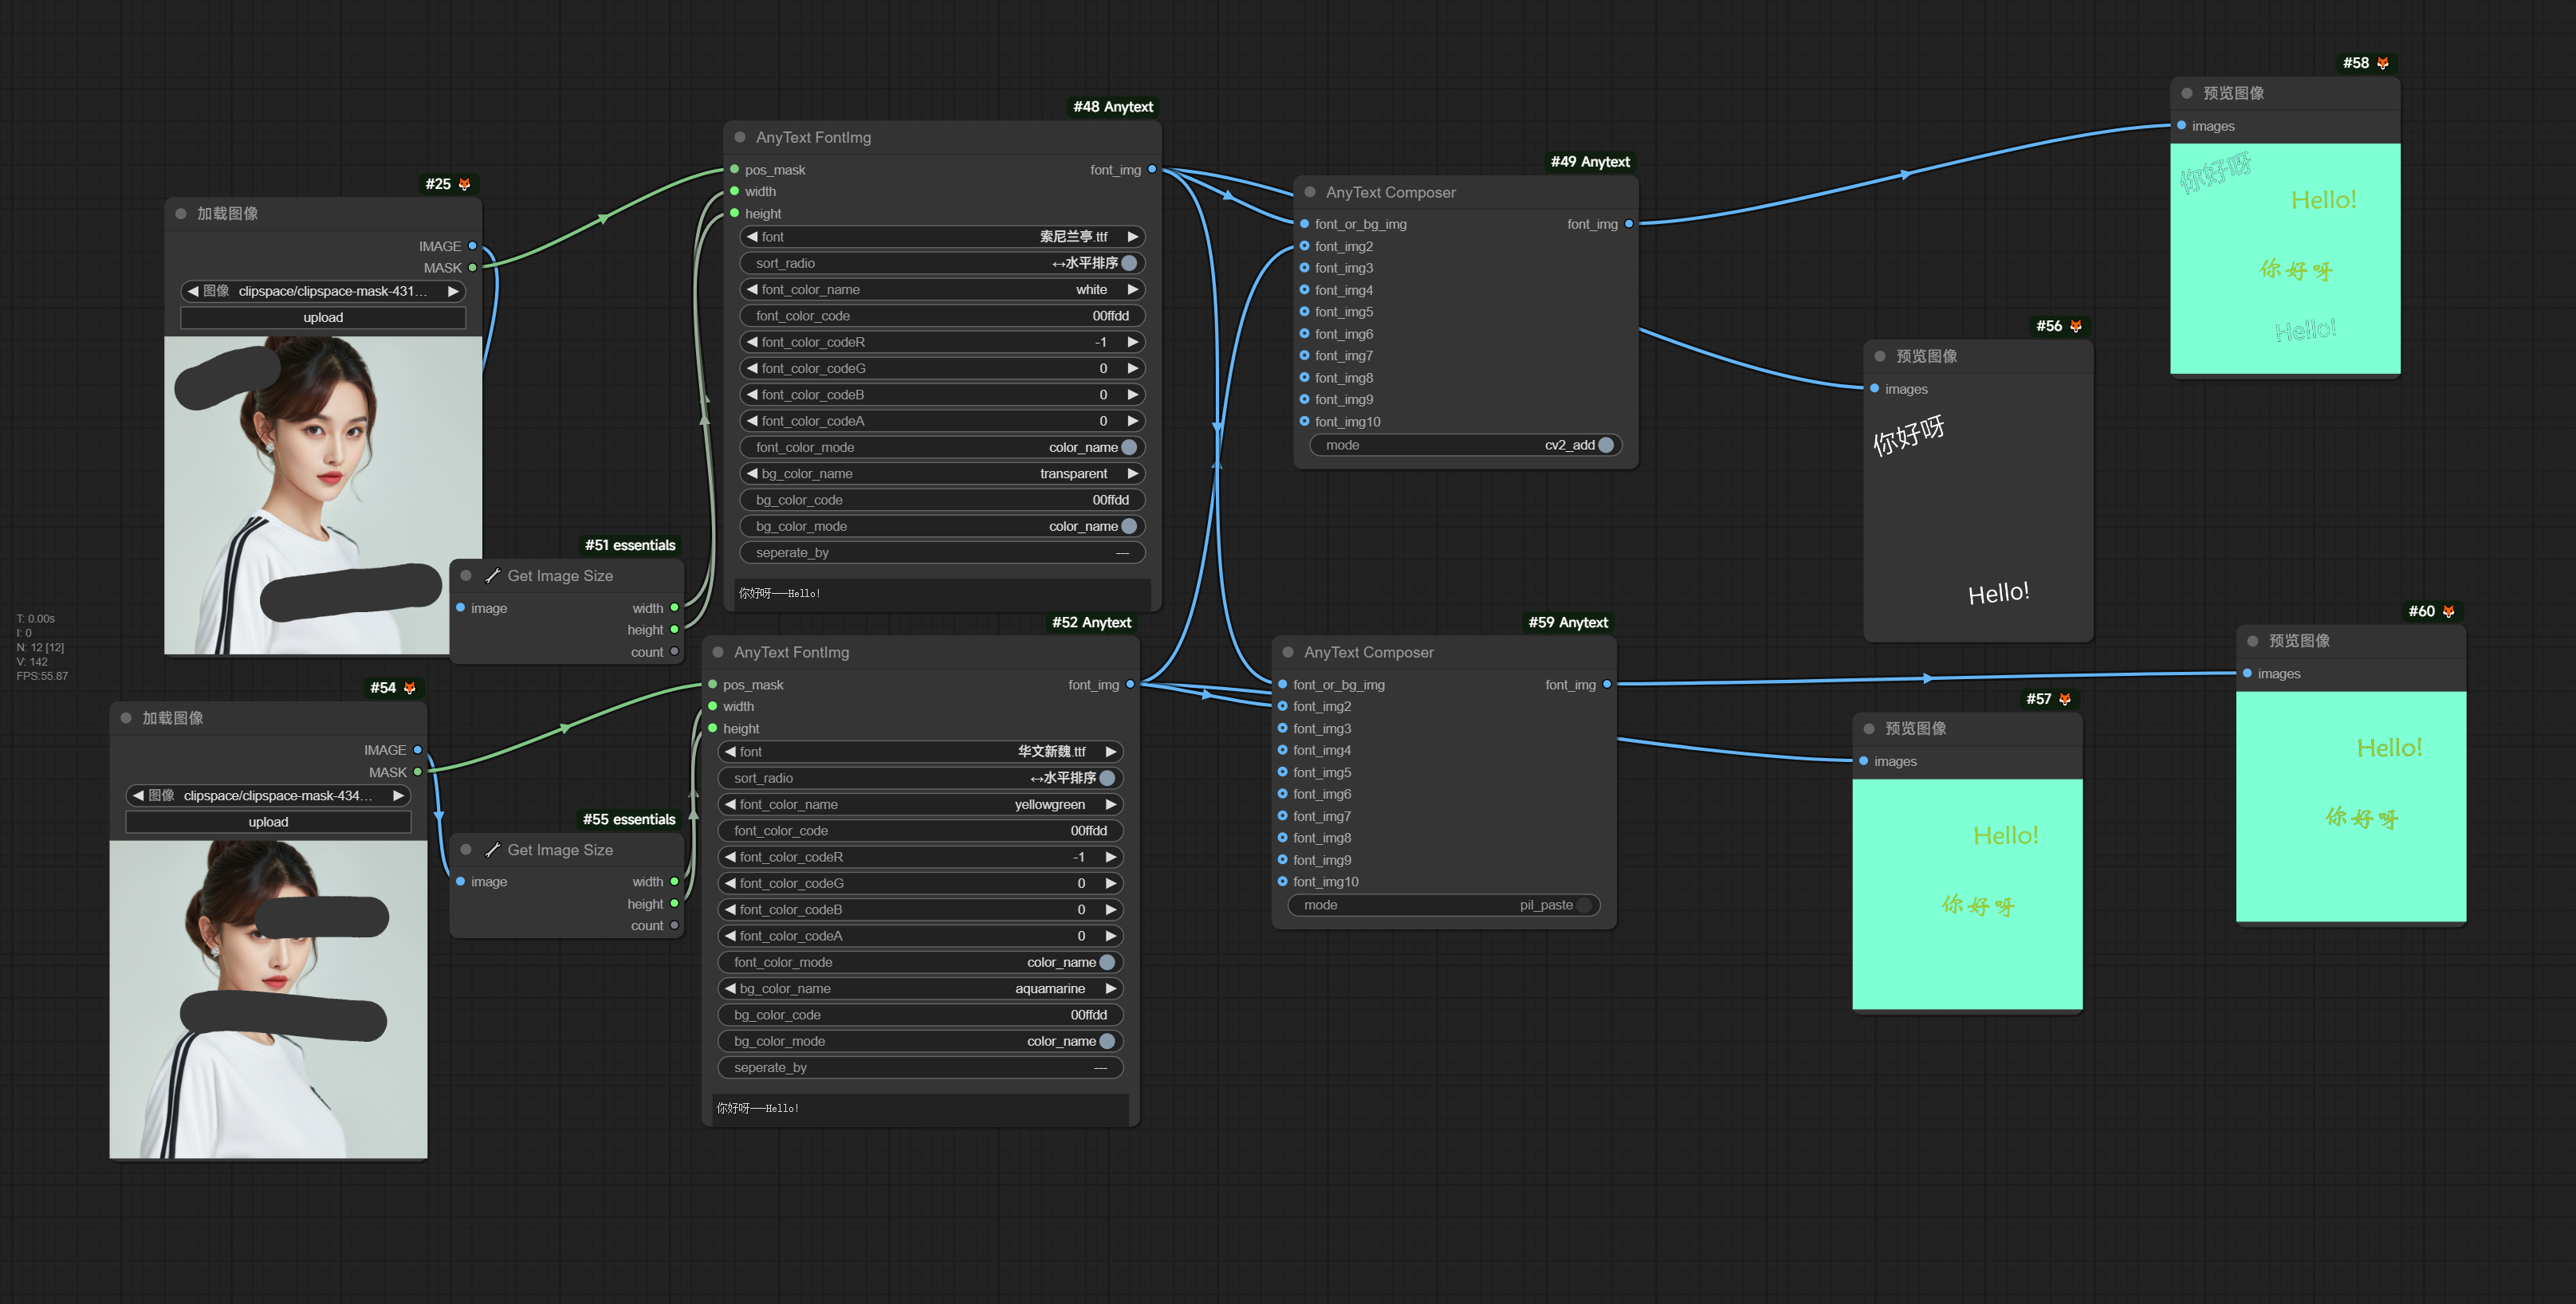 #25
加载图像
IMAGE
MASK
图像 clipspace/clipspace-mask-431...
upload
#51 essentials
Get Image Size
image width
height
count
T: 0.00s
I: 0
N: 12 [12]
V: 142
FPS:55.87
#54
加载图像
IMAGE
MASK
图像 clipspace/clipspace-mask-434...
upload
#55 essentials
Get Image Size
image width
height
count
#48 Anytext
AnyText FontImg
pos_mask font_img
width
height
font 索尼兰亭.ttf
sort_radio ↔水平排序
font_color_name white
font_color_code 00ffdd
font_color_codeR -1
font_color_codeG 0
font_color_codeB 0
font_color_codeA 0
font_color_mode color_name
bg_color_name transparent
bg_color_code 00ffdd
bg_color_mode color_name
seperate_by ---
你好呀---Hello!
#52 Anytext
AnyText FontImg
pos_mask font_img
width
height
font 华文新魏.ttf
sort_radio ↔水平排序
font_color_name yellowgreen
font_color_code 00ffdd
font_color_codeR -1
font_color_codeG 0
font_color_codeB 0
font_color_codeA 0
font_color_mode color_name
bg_color_name aquamarine
bg_color_code 00ffdd
bg_color_mode color_name
seperate_by ---
你好呀---Hello!
#49 Anytext
AnyText Composer
font_or_bg_img font_img
font_img2
font_img3
font_img4
font_img5
font_img6
font_img7
font_img8
font_img9
font_img10
mode cv2_add
#59 Anytext
AnyText Composer
font_or_bg_img font_img
font_img2
font_img3
font_img4
font_img5
font_img6
font_img7
font_img8
font_img9
font_img10
mode pil_paste
#58
预览图像
images
你好呀
Hello!
你好呀
Hello!
#56
预览图像
images
你好呀
Hello!
#57
预览图像
images
Hello!
你好呀
#60
预览图像
images
Hello!
你好呀